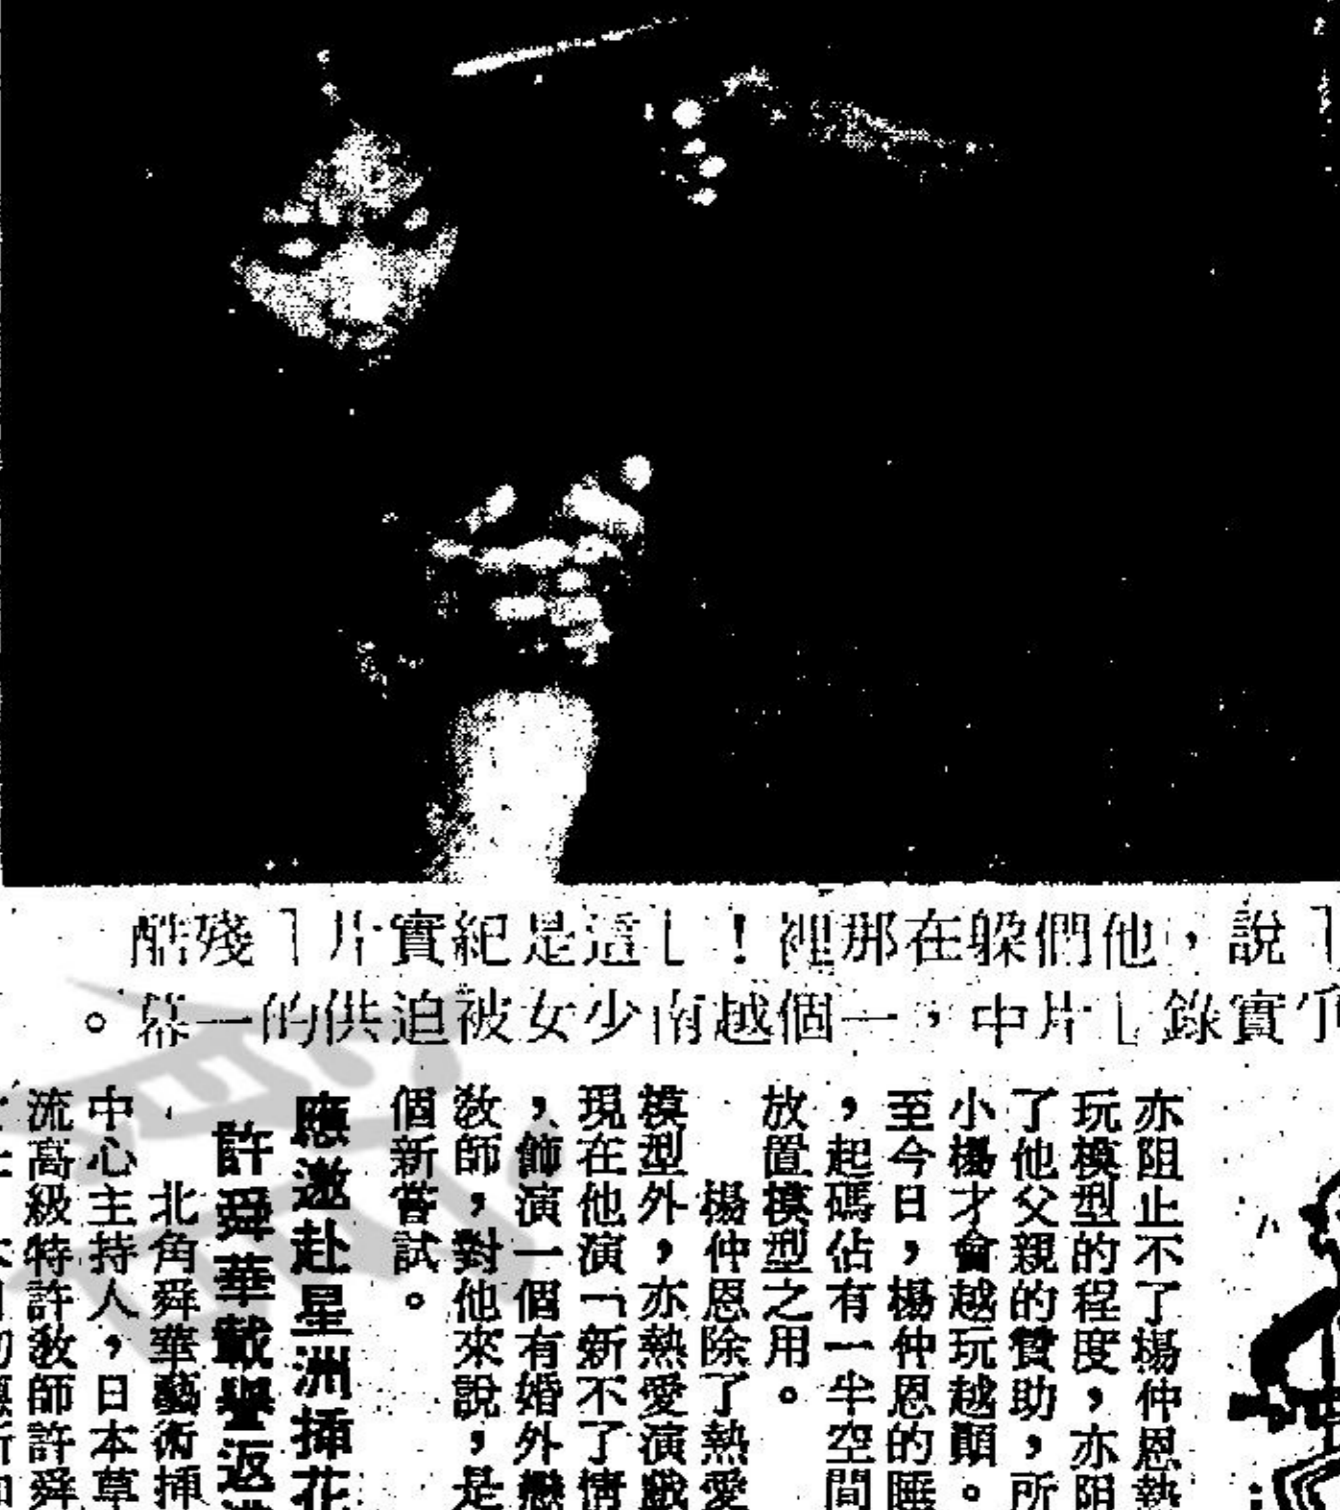 「說，他們躲在那裡！」這是紀實片「殘酷
實錄」片中，一個越南少女被迫供的一幕。
亦阻止不了楊仲恩熱
玩模型的程度，亦阻
了他父親的贊助，所
小楊才會越玩越顛。
至今日，楊仲恩的睡
，起碼佔有一半空間
放置模型之用。
楊仲恩除了熱愛
模型外，亦熱愛演戲
現在他演「新不了情
，飾演一個有婚外戀
教師，對他來說，是
個新嘗試。
應邀赴星洲插花
許舜華載譽返
北角舜華藝術插
中心主持人，日本草
流高級特許教師許舜